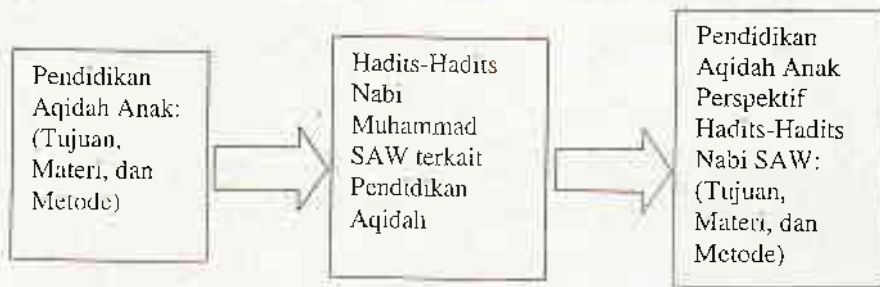 Pendidikan
Aqidah Anak:
(Tujuan,
Materi, dan
Metode)
Hadits-Hadits
Nabi
Muhammad
SAW terkait
Pendidikan
Aqidah
Pendidikan
Aqidah Anak
Perspektif
Hadits-Hadits
Nabi SAW:
(Tujuan,
Materi, dan
Metode)